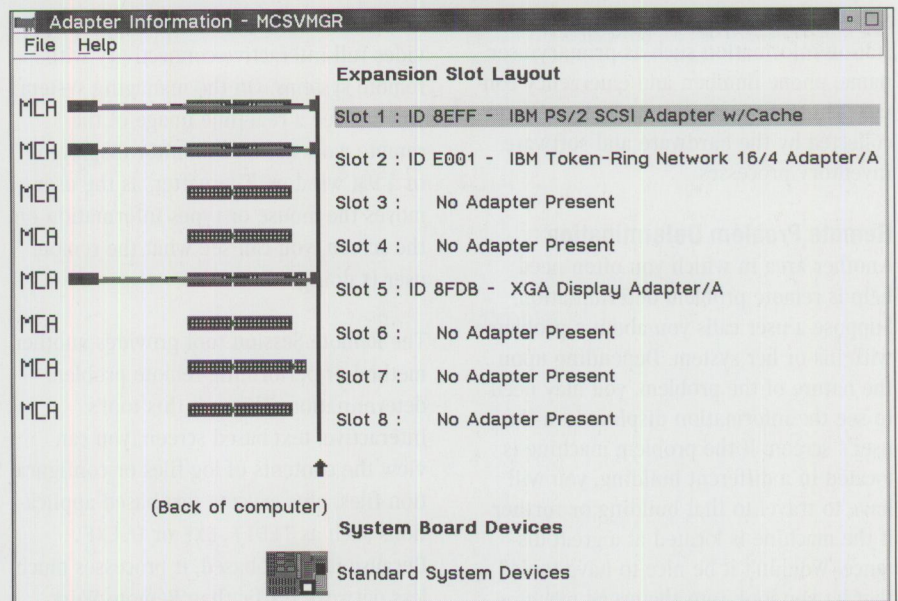 Adapter Information - MCSVMGR
File Help
Expansion Slot Layout
MCA Slot 1 : ID 8EFF - IBM PS/2 SCSI Adapter w/Cache
MCA Slot 2 : ID E001 - IBM Token-Ring Network 16/4 Adapter/A
MCA Slot 3 : No Adapter Present
MCA Slot 4 : No Adapter Present
MCA Slot 5 : ID 8FDB - XGA Display Adapter/A
MCA Slot 6 : No Adapter Present
MCA Slot 7 : No Adapter Present
MCA Slot 8 : No Adapter Present
(Back of computer)
System Board Devices
Standard System Devices